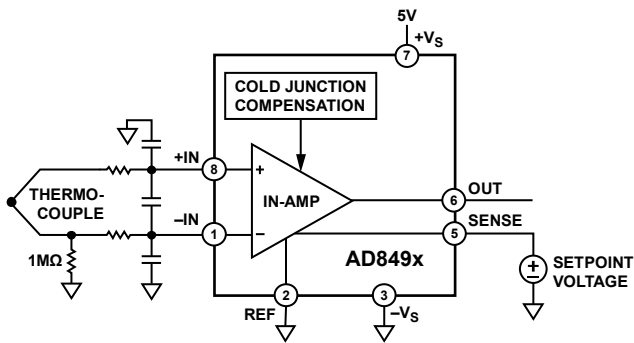 5V
+VS
7
COLD JUNCTION
COMPENSATION
+IN
8
+
THERMO-
COUPLE
IN-AMP
6
OUT
–IN
1
–
5
SENSE
1MΩ
AD849x
SETPOINT
VOLTAGE
+
–
2
3
REF
–VS